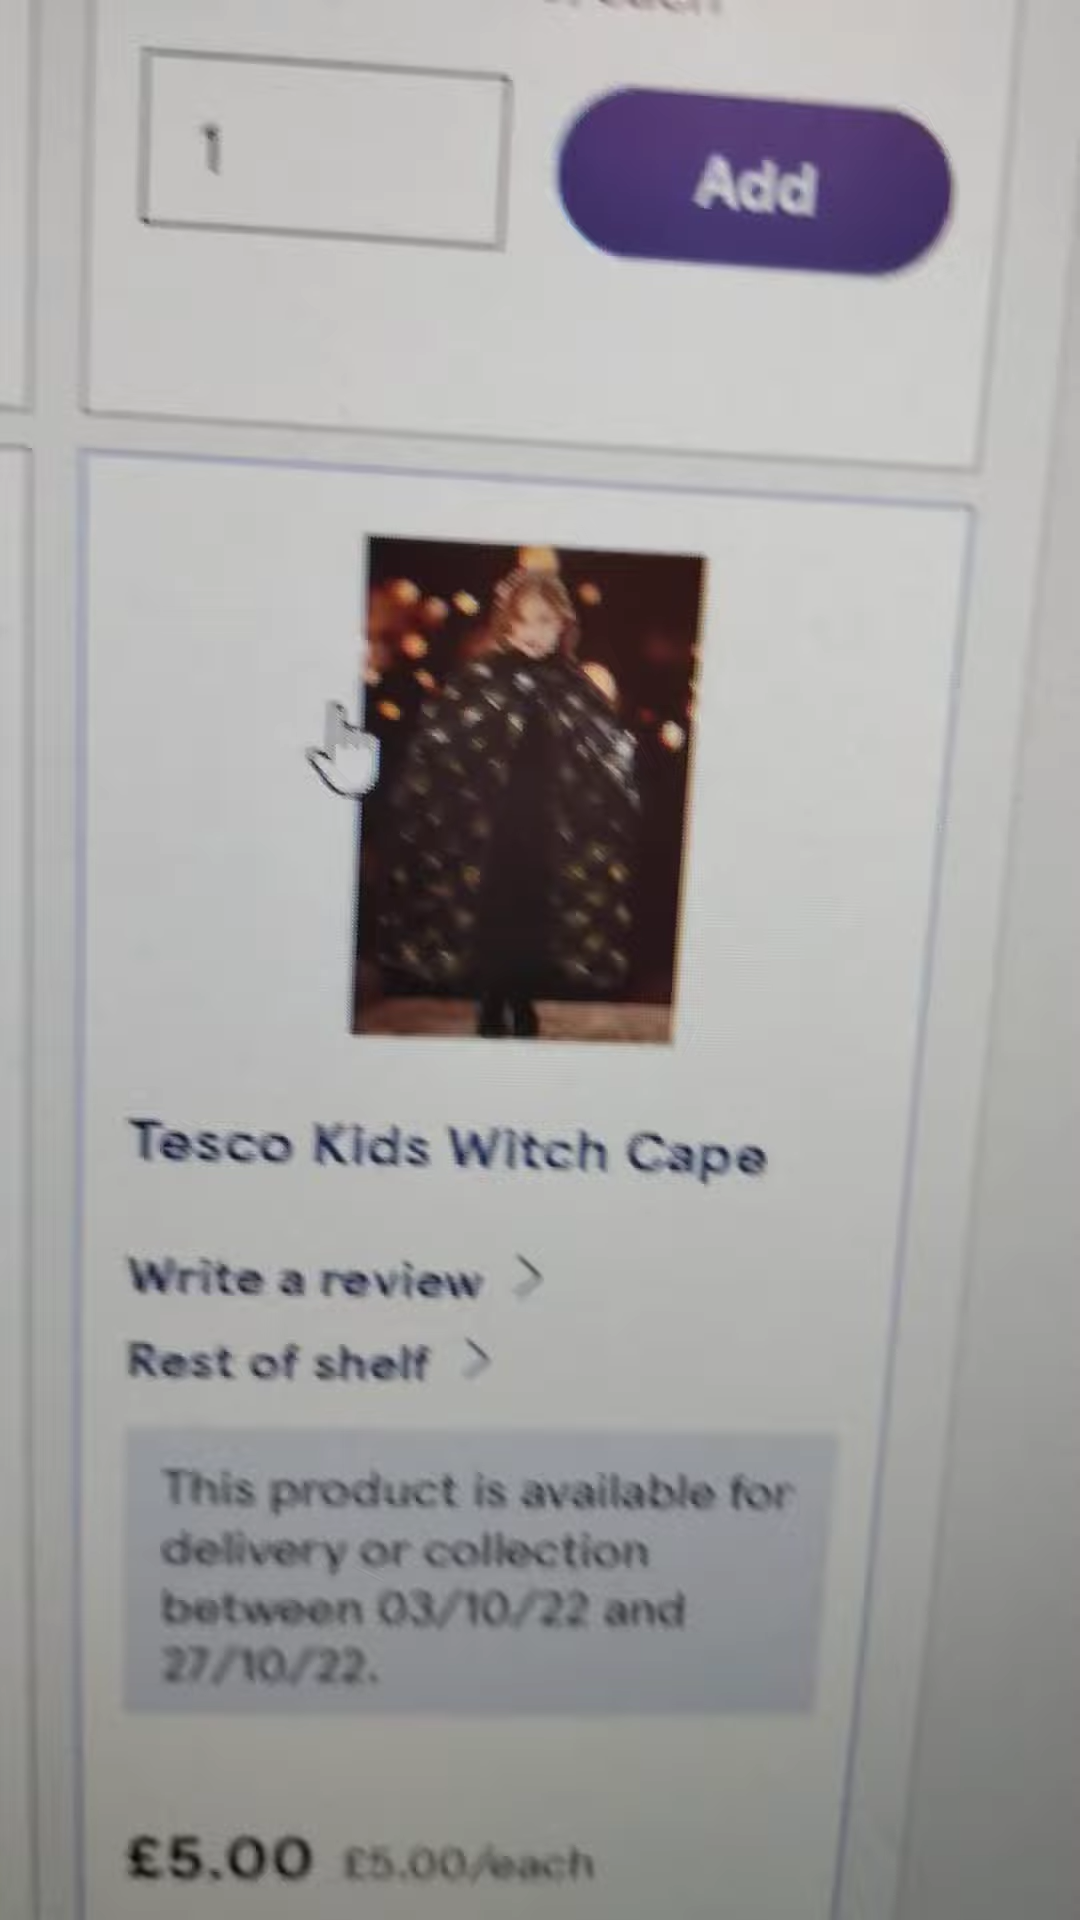 each
1
Add
Tesco Kids Witch Cape
Write a review
Rest of shelf
This product is available for
delivery or collection
between 03/10/22 and
27/10/22.
£5.00 £5.00/each